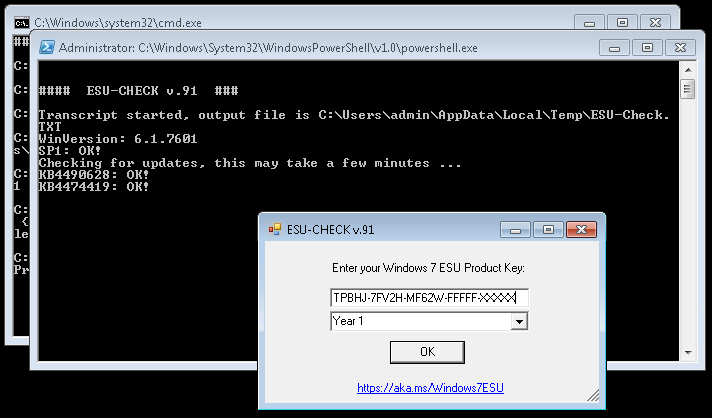 C:\Windows\system32\cmd.exe
##
Administrator: C:\Windows\System32\WindowsPowerShell\v1.0\powershell.exe
C:
C:
C:
C:
s\
C:
1
C:
{
le
C:
Pr
#### ESU-CHECK v.91 ###
Transcript started, output file is C:\Users\admin\AppData\Local\Temp\ESU-Check.
TXT
WinVersion: 6.1.7601
SP1: OK!
Checking for updates, this may take a few minutes ...
KB4490628: OK!
KB4474419: OK!
ESU-CHECK v.91
Enter your Windows 7 ESU Product Key:
TPBHJ-7FV2H-MF6ZW-FFFFF-XXXXX
Year 1
OK
https://aka.ms/Windows7ESU